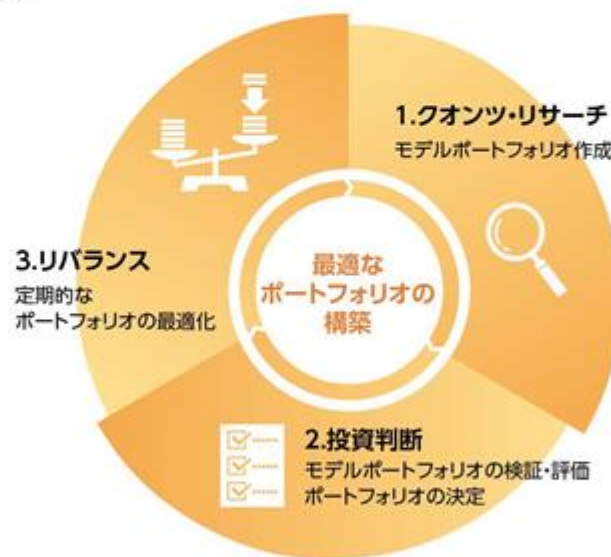 1.クオンツ・リサーチ
モデルポートフォリオ作成
最適な
ポートフォリオの
構築
3.リバランス
定期的な
ポートフォリオの最適化
2.投資判断
モデルポートフォリオの検証・評価
ポートフォリオの決定